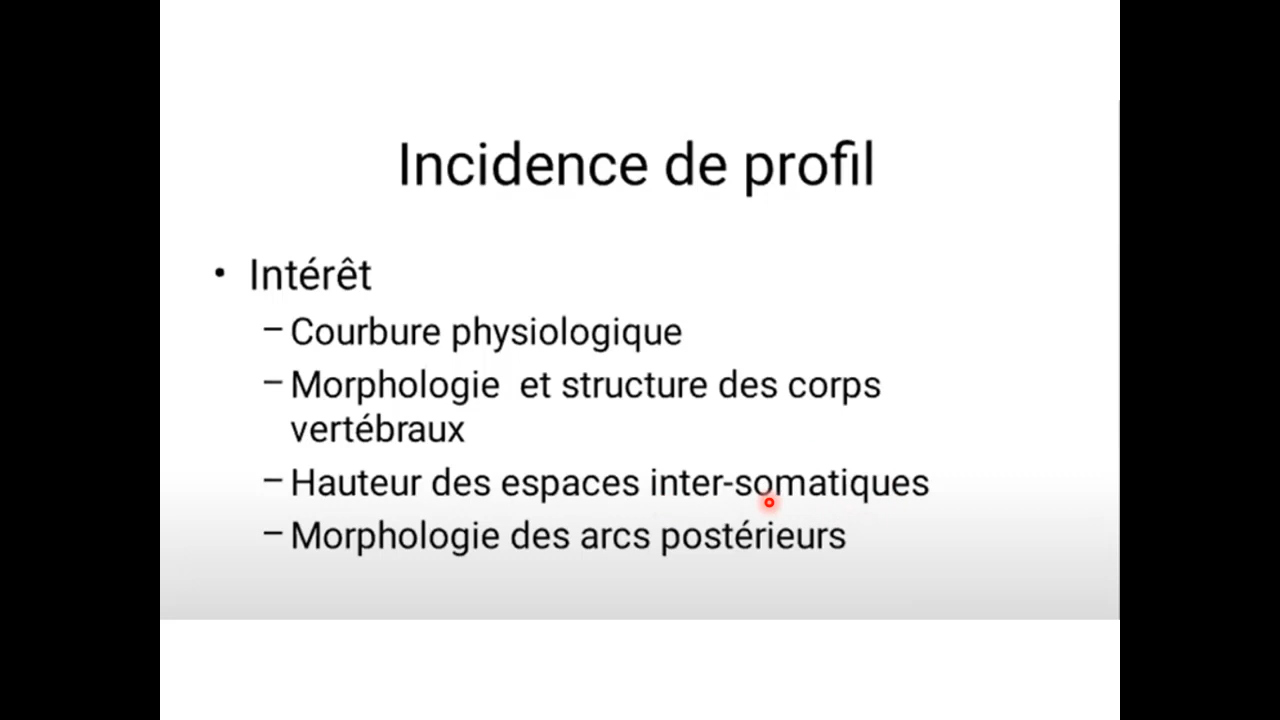 Incidence de profil
• Intérêt
– Courbure physiologique
– Morphologie et structure des corps
vertébraux
– Hauteur des espaces inter-somatiques
– Morphologie des arcs postérieurs